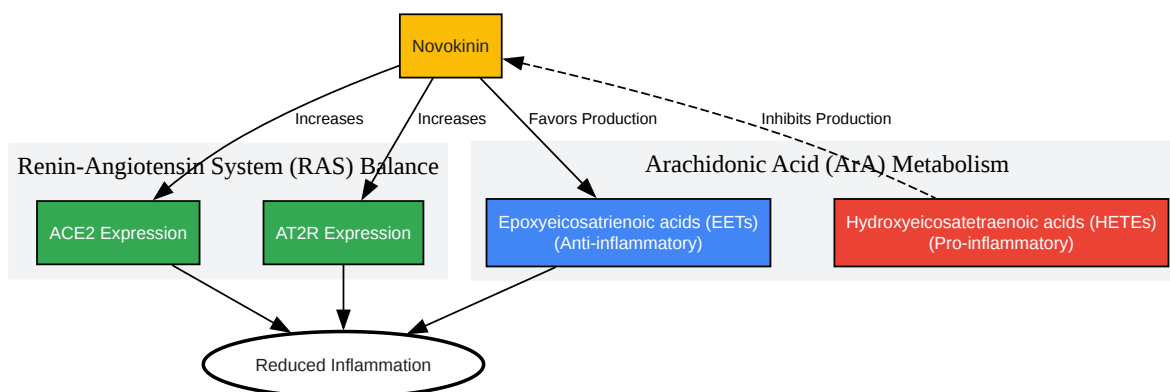 Novokinin
Increases
Increases
Favors Production
Inhibits Production
Renin-Angiotensin System (RAS) Balance
Arachidonic Acid (ArA) Metabolism
ACE2 Expression
AT2R Expression
Epoxyeicosatrienoic acids (EETs)
(Anti-inflammatory)
Hydroxyeicosatetraenoic acids (HETEs)
(Pro-inflammatory)
Reduced Inflammation